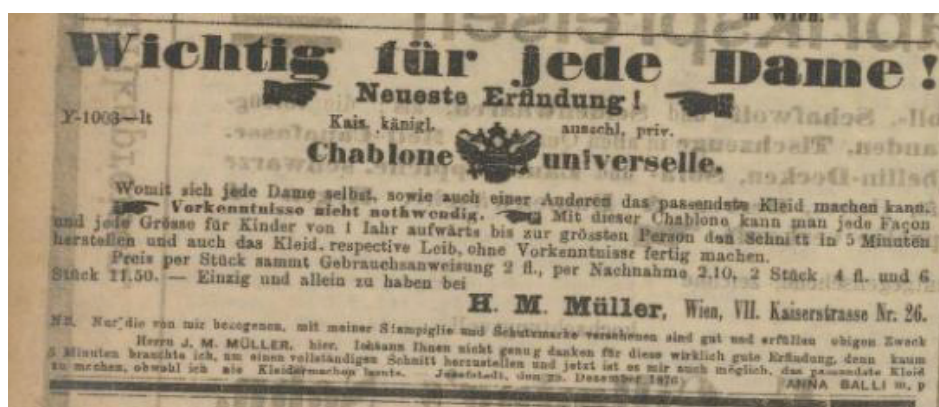 in Wien.
Wichtig für jede Dame!
Neueste Erfindung!
Y-1003-lt
Kais. känigl. ausschl. priv.
Chablone universelle.
Womit sich jede Dame selbst, sowie auch einer Anderen das passendste Kleid machen kann.
Vorkenntnisse nicht nothwendig. Mit dieser Chablone kann man jede Façon
und jede Grösse für Kinder von 1 Iahr aufwärts bis zur grössten Person den Schnitt in 5 Minuten
herstellen und auch das Kleid, respective Leib, ohne Vorkenntnisse fertig machen.
Preis per Stück sammt Gebrauchsanweisung 2 fl., per Nachnahme 2.10, 2 Stück 4 fl. und 6
Stück 11.50. — Einzig und allein zu haben bei
H. M. Müller, Wien, VII. Kaiserstrasse Nr. 26.
NB. Nur die von mir bezogenen, mit meiner Stampiglie und Schutzmarke versehenen sind gut und erfüllen obigen Zweck
Herrn J. M. MÜLLER, hier. Ihnen nicht genug danken für diese wirklich gute Erfindung, denn kaum
5 Minuten brauchte ich, um einen vollständigen Schnitt herzustellen und jetzt ist es mir auch möglich, das passendste Kleid
zu machen, obwohl ich nie Kleidermachen Josefstadt, den Dezember 1876
ANNA BALLI m. p